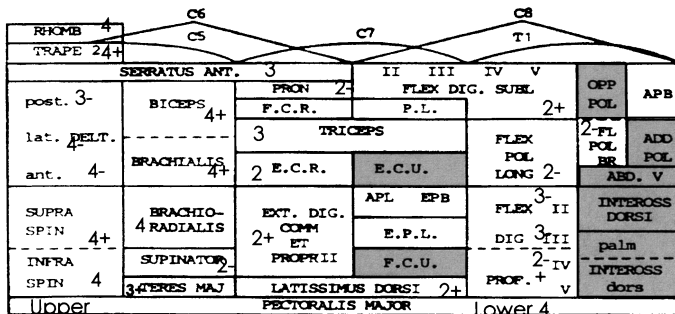 C6 C8
RHOMB 4 C5 C7 T1
TRAPE 2 4+
SERRATUS ANT. 3 II III IV V OPP POL APB
post. 3- BICEPS 4+ PRON 2- FLEX DIG. SUBL 2+
F.C.R. P.L.
lat. DELT. 4- 3 TRICEPS FLEX POL LONG 2- 2- FL POL BR ADD POL
ant. 4- BRACHIALIS 4+ 2 E.C.R. E.C.U. ABD. V
SUPRA SPIN 4+ 4 BRACHIO-RADIALIS EXT. DIG. 2+ COMM ET PROPRII APL EPB FLEX 3- II INTEROSS DORSI
E.P.L. DIG 3- III palm
INFRA SPIN 4 SUPINATOR 2- F.C.U. 2- IV INTEROSS dors
3+ TERES MAJ LATISSIMUS DORSI 2+ PROF. + V
Upper PECTORALIS MAJOR Lower 4